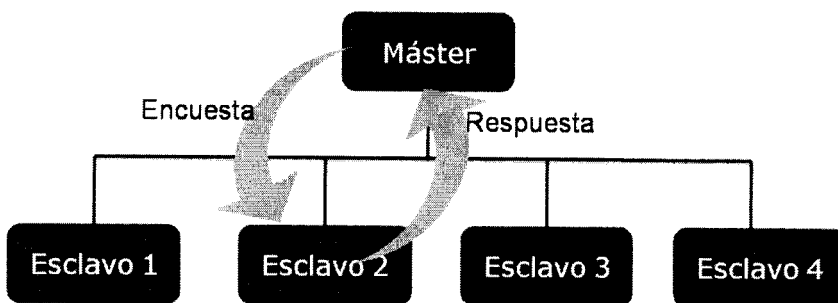 Máster
Encuesta
Respuesta
Esclavo 1
Esclavo 2
Esclavo 3
Esclavo 4